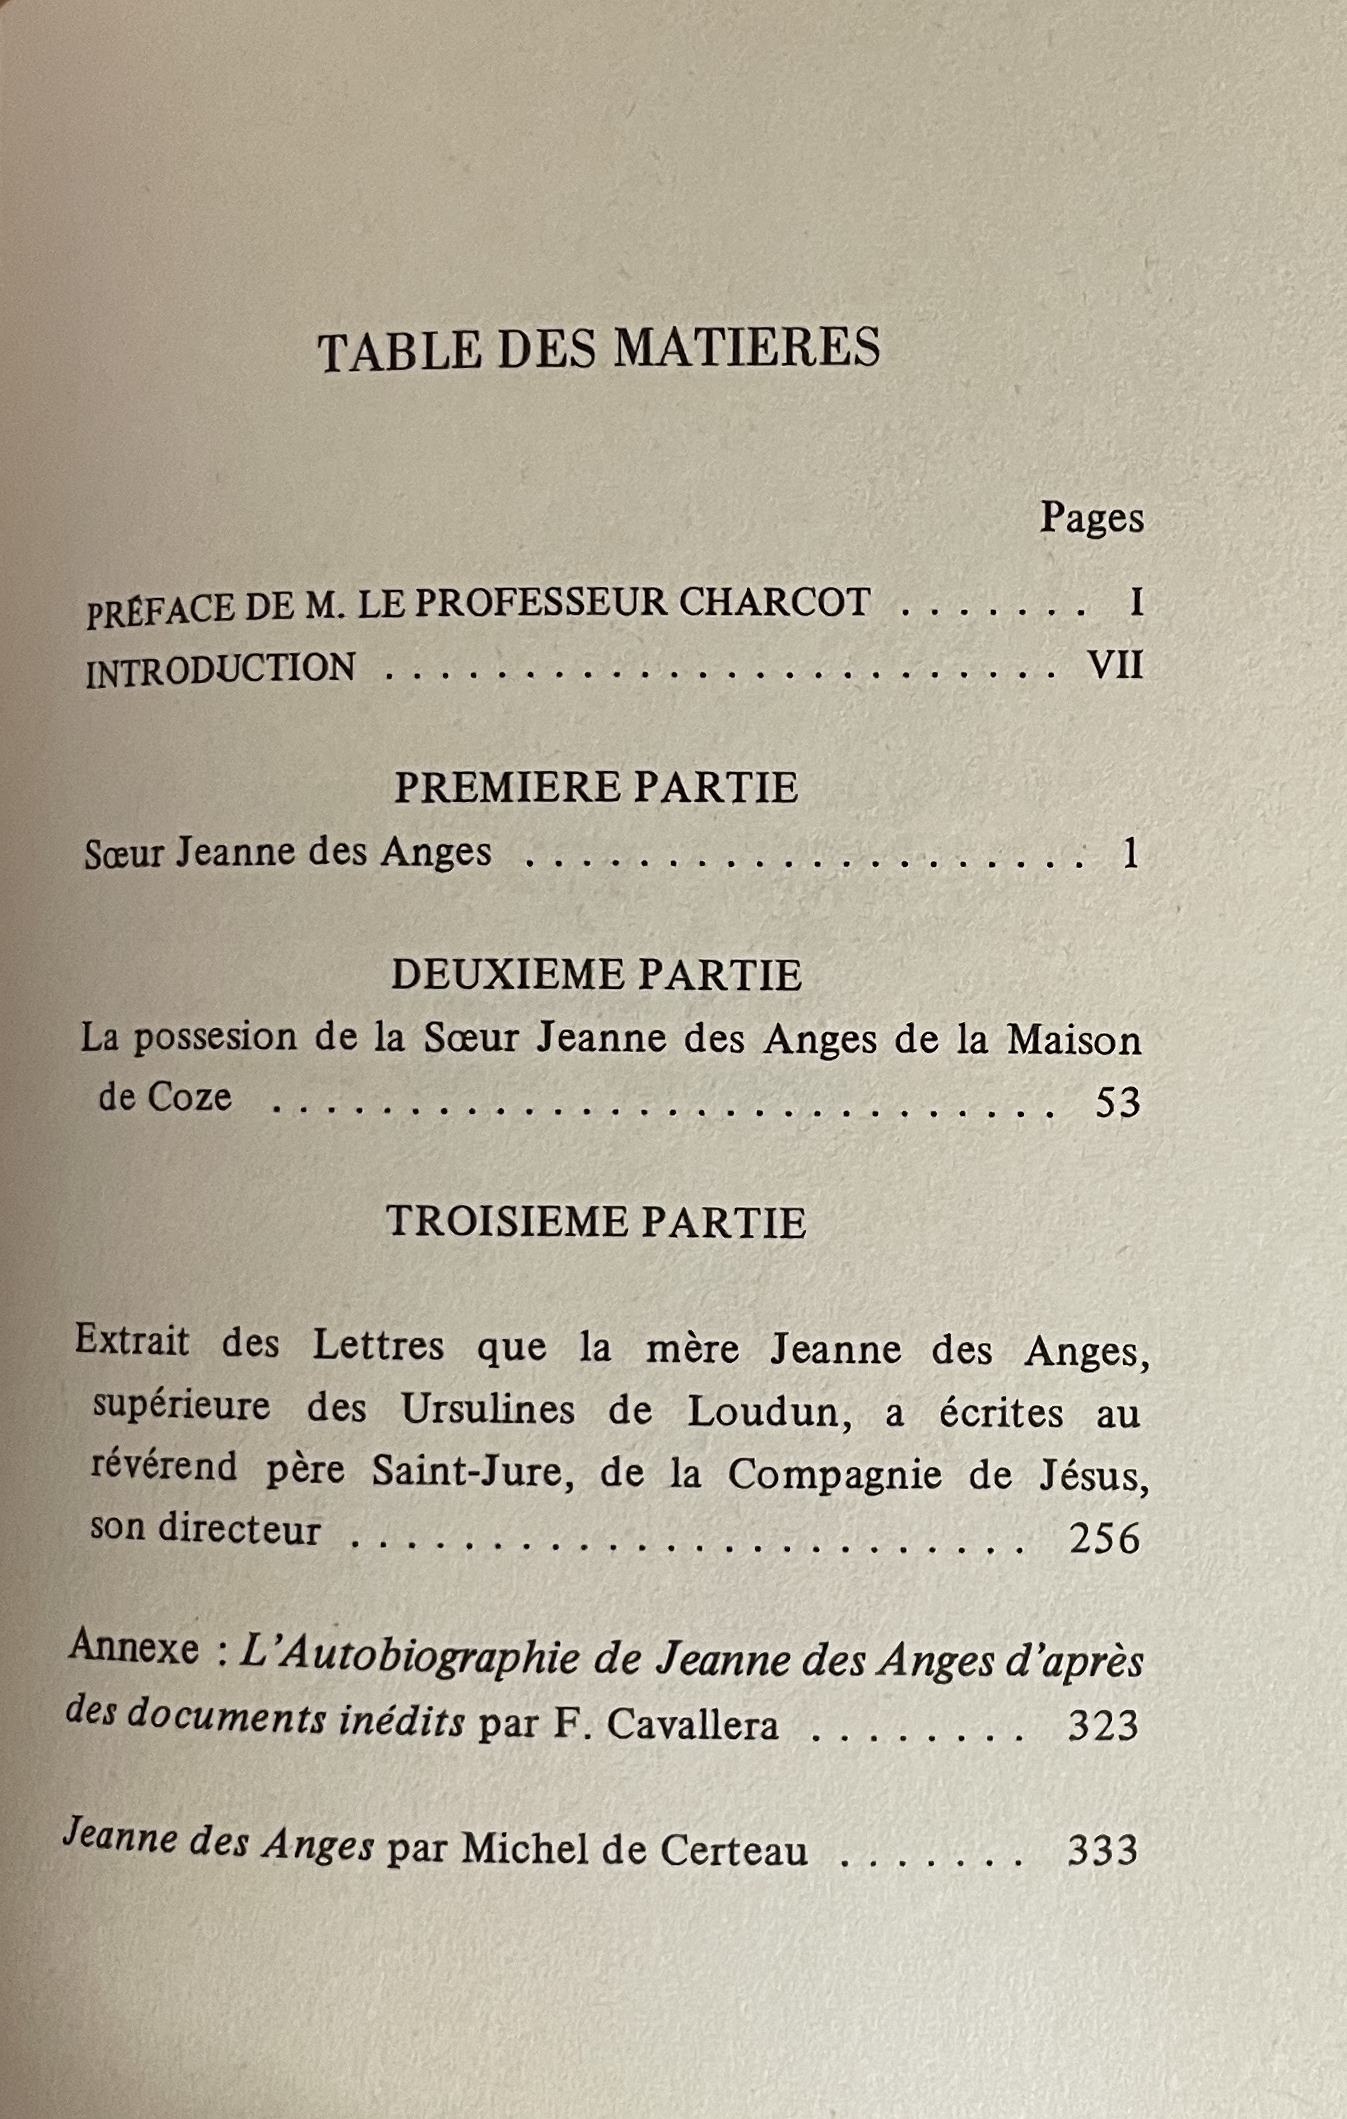 TABLE DES MATIERES
Pages
PRÉFACE DE M. LE PROFESSEUR CHARCOT . . . . . . . I
INTRODUCTION . . . . . . . . . . . . . . . . . . . . . . . . VII
PREMIERE PARTIE
Sœur Jeanne des Anges . . . . . . . . . . . . . . . . . . . . 1
DEUXIEME PARTIE
La possesion de la Sœur Jeanne des Anges de la Maison
de Coze . . . . . . . . . . . . . . . . . . . . . . . . . . . . 53
TROISIEME PARTIE
Extrait des Lettres que la mère Jeanne des Anges,
supérieure des Ursulines de Loudun, a écrites au
révérend père Saint-Jure, de la Compagnie de Jésus,
son directeur . . . . . . . . . . . . . . . . . . . . . . . . 256
Annexe : L'Autobiographie de Jeanne des Anges d'après
des documents inédits par F. Cavallera . . . . . . . . 323
Jeanne des Anges par Michel de Certeau . . . . . . . 333